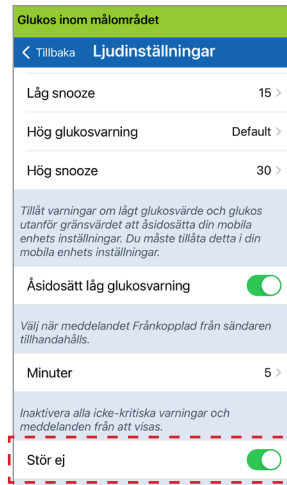 Glukos inom målområdet
Tillbaka Ljudinställningar
Låg snooze 15
Hög glukosvarning Default
Hög snooze 30
Tillåt varningar om lågt glukosvärde och glukos
utanför gränsvärdet att åsidosätta din mobila
enhets inställningar. Du måste tillåta detta i din
mobila enhets inställningar.
Åsidosätt låg glukosvarning
Välj när meddelandet Frånkopplad från sändaren
tillhandahålls.
Minuter 5
Inaktivera alla icke-kritiska varningar och
meddelanden från att visas.
Stör ej